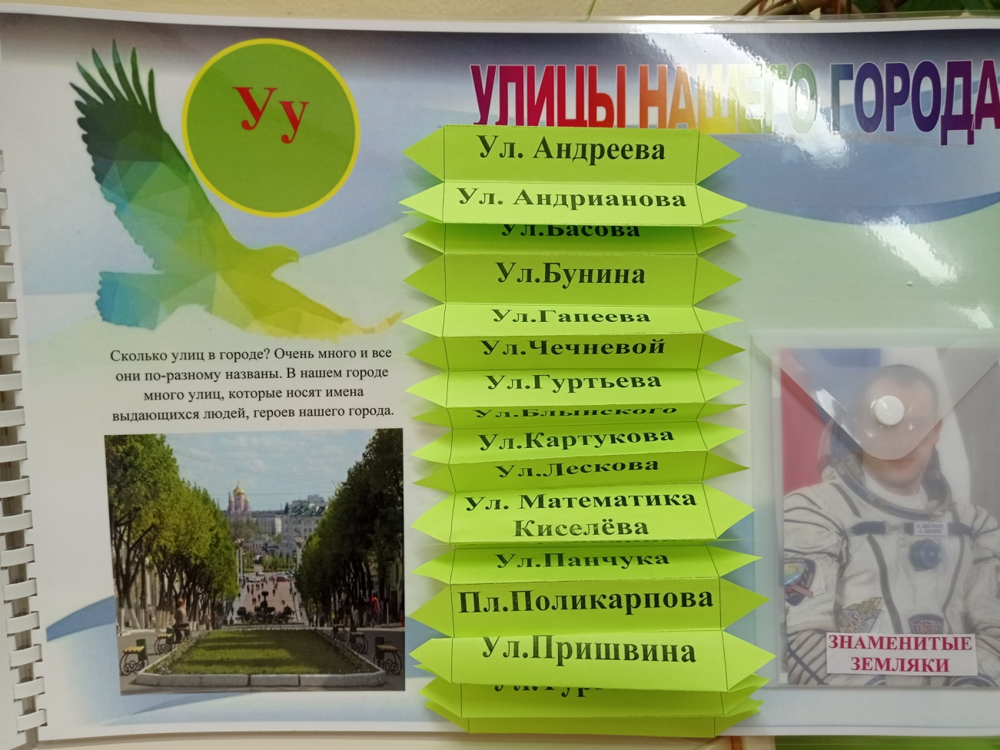 Уу
УЛИЦЫ НАШЕГО ГОРОДА
Сколько улиц в городе? Очень много и все
они по-разному названы. В нашем городе
много улиц, которые носят имена
выдающихся людей, героев нашего города.
Ул. Андреева
Ул. Андрианова
Ул.Басова
Ул.Бунина
Ул.Гапеева
Ул.Чечневой
Ул.Гуртьева
Ул.Блынского
Ул.Картукова
Ул.Лескова
Ул. Математика
Киселёва
Ул.Панчука
Пл.Поликарпова
Ул.Пришвина
ЗНАМЕНИТЫЕ
ЗЕМЛЯКИ